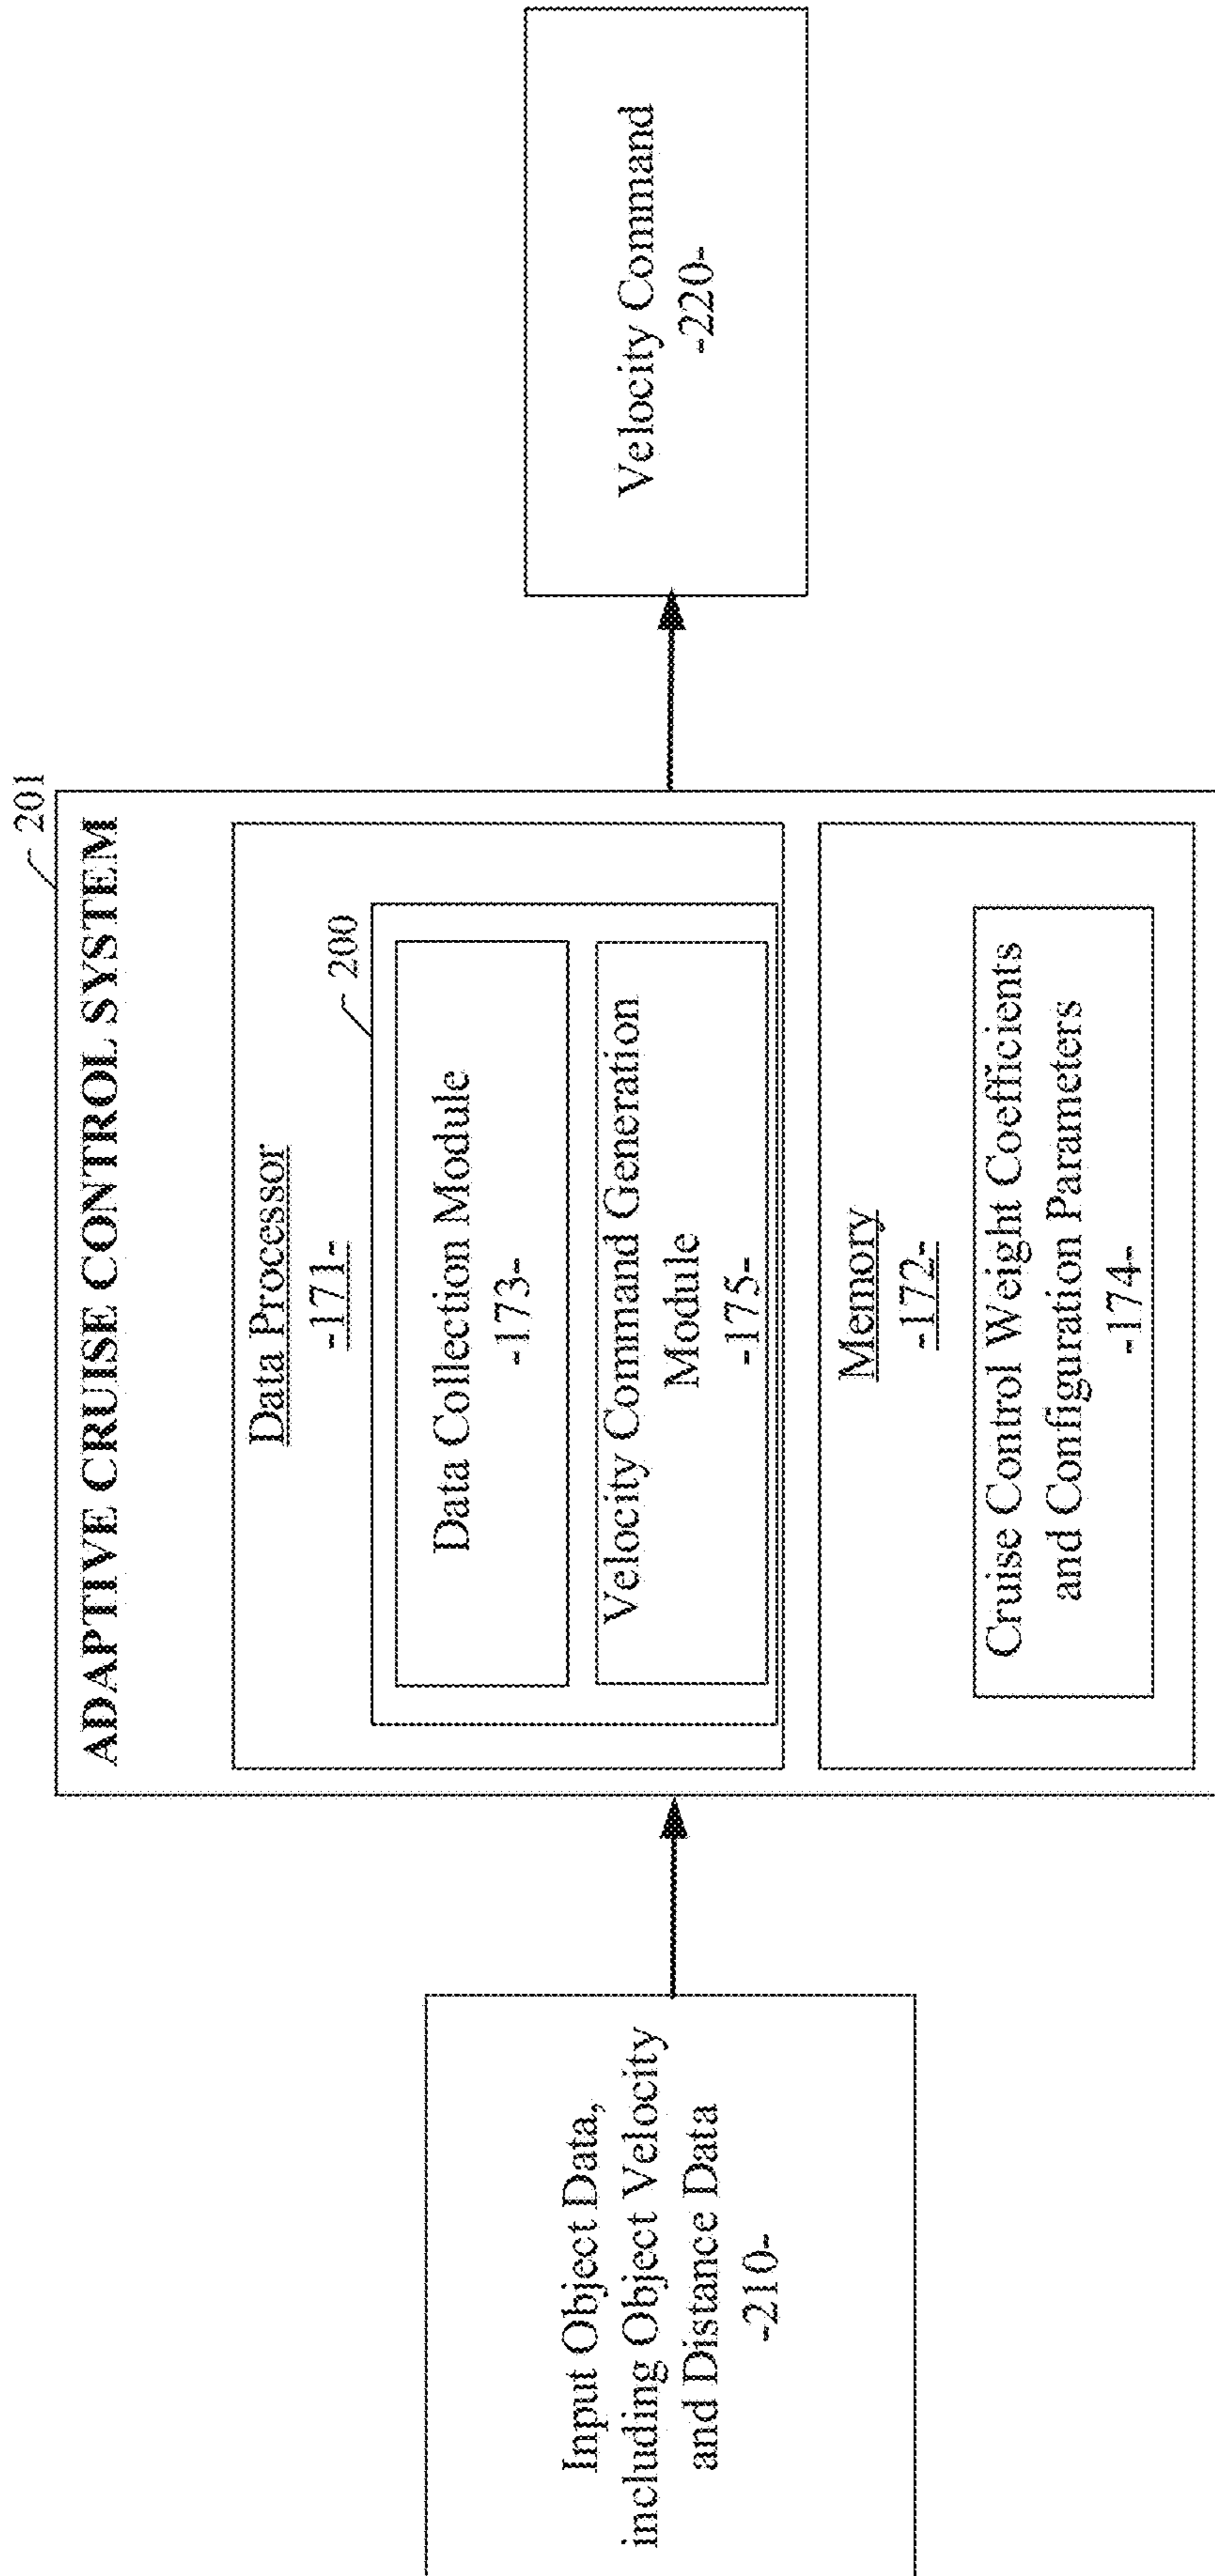 Input Object Data,
including Object Velocity
and Distance Data
-210-
201
ADAPTIVE CRUISE CONTROL SYSTEM
Data Processor
-171-
200
Data Collection Module
-173-
Velocity Command Generation
Module
-175-
Memory
-172-
Cruise Control Weight Coefficients
and Configuration Parameters
-174-
Velocity Command
-220-